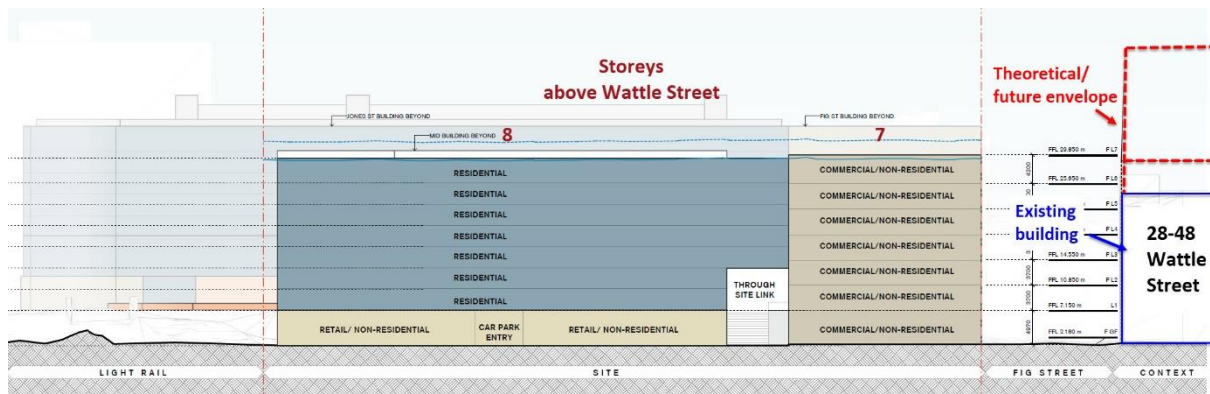 Storeys
above Wattle Street
Theoretical/
future envelope
JONES ST BUILDING BEYOND
FIG ST BUILDING BEYOND
MID BUILDING BEYOND
8
7
FFL 29.850 m F L7
4200
RESIDENTIAL
COMMERCIAL/NON-RESIDENTIAL
FFL 25.650 m F L6
RESIDENTIAL
COMMERCIAL/NON-RESIDENTIAL
F L5
RESIDENTIAL
COMMERCIAL/NON-RESIDENTIAL
Existing
building
F L4
RESIDENTIAL
COMMERCIAL/NON-RESIDENTIAL
28-48
Wattle
Street
FFL 14.550 m F L3
RESIDENTIAL
COMMERCIAL/NON-RESIDENTIAL
3700
FFL 10.850 m F L2
THROUGH
SITE LINK
RESIDENTIAL
COMMERCIAL/NON-RESIDENTIAL
3700
FFL 7.150 m L1
RETAIL/ NON-RESIDENTIAL
CAR PARK
ENTRY
RETAIL/ NON-RESIDENTIAL
COMMERCIAL/NON-RESIDENTIAL
4970
FFL 2.180 m F GF
LIGHT RAIL
SITE
FIG STREET
CONTEXT